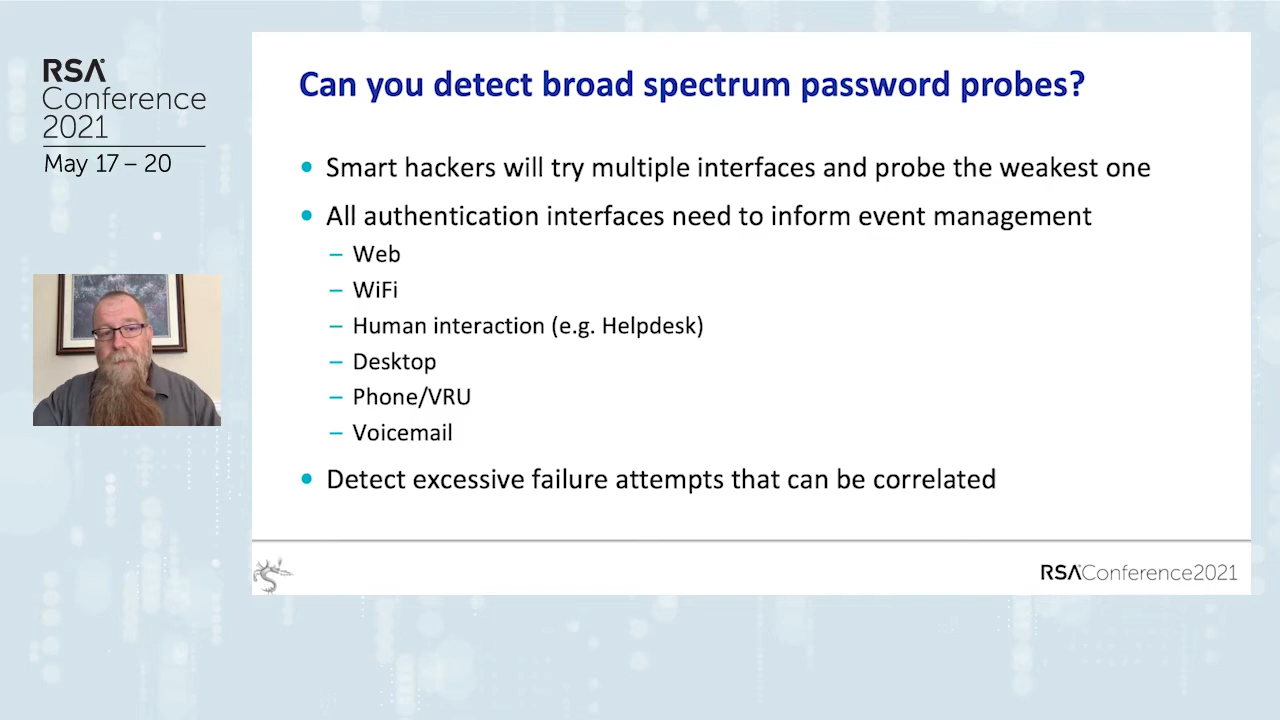 RSA
Conference
2021
May 17 – 20
Can you detect broad spectrum password probes?
• Smart hackers will try multiple interfaces and probe the weakest one
• All authentication interfaces need to inform event management
– Web
– WiFi
– Human interaction (e.g. Helpdesk)
– Desktop
– Phone/VRU
– Voicemail
• Detect excessive failure attempts that can be correlated
RSAConference2021